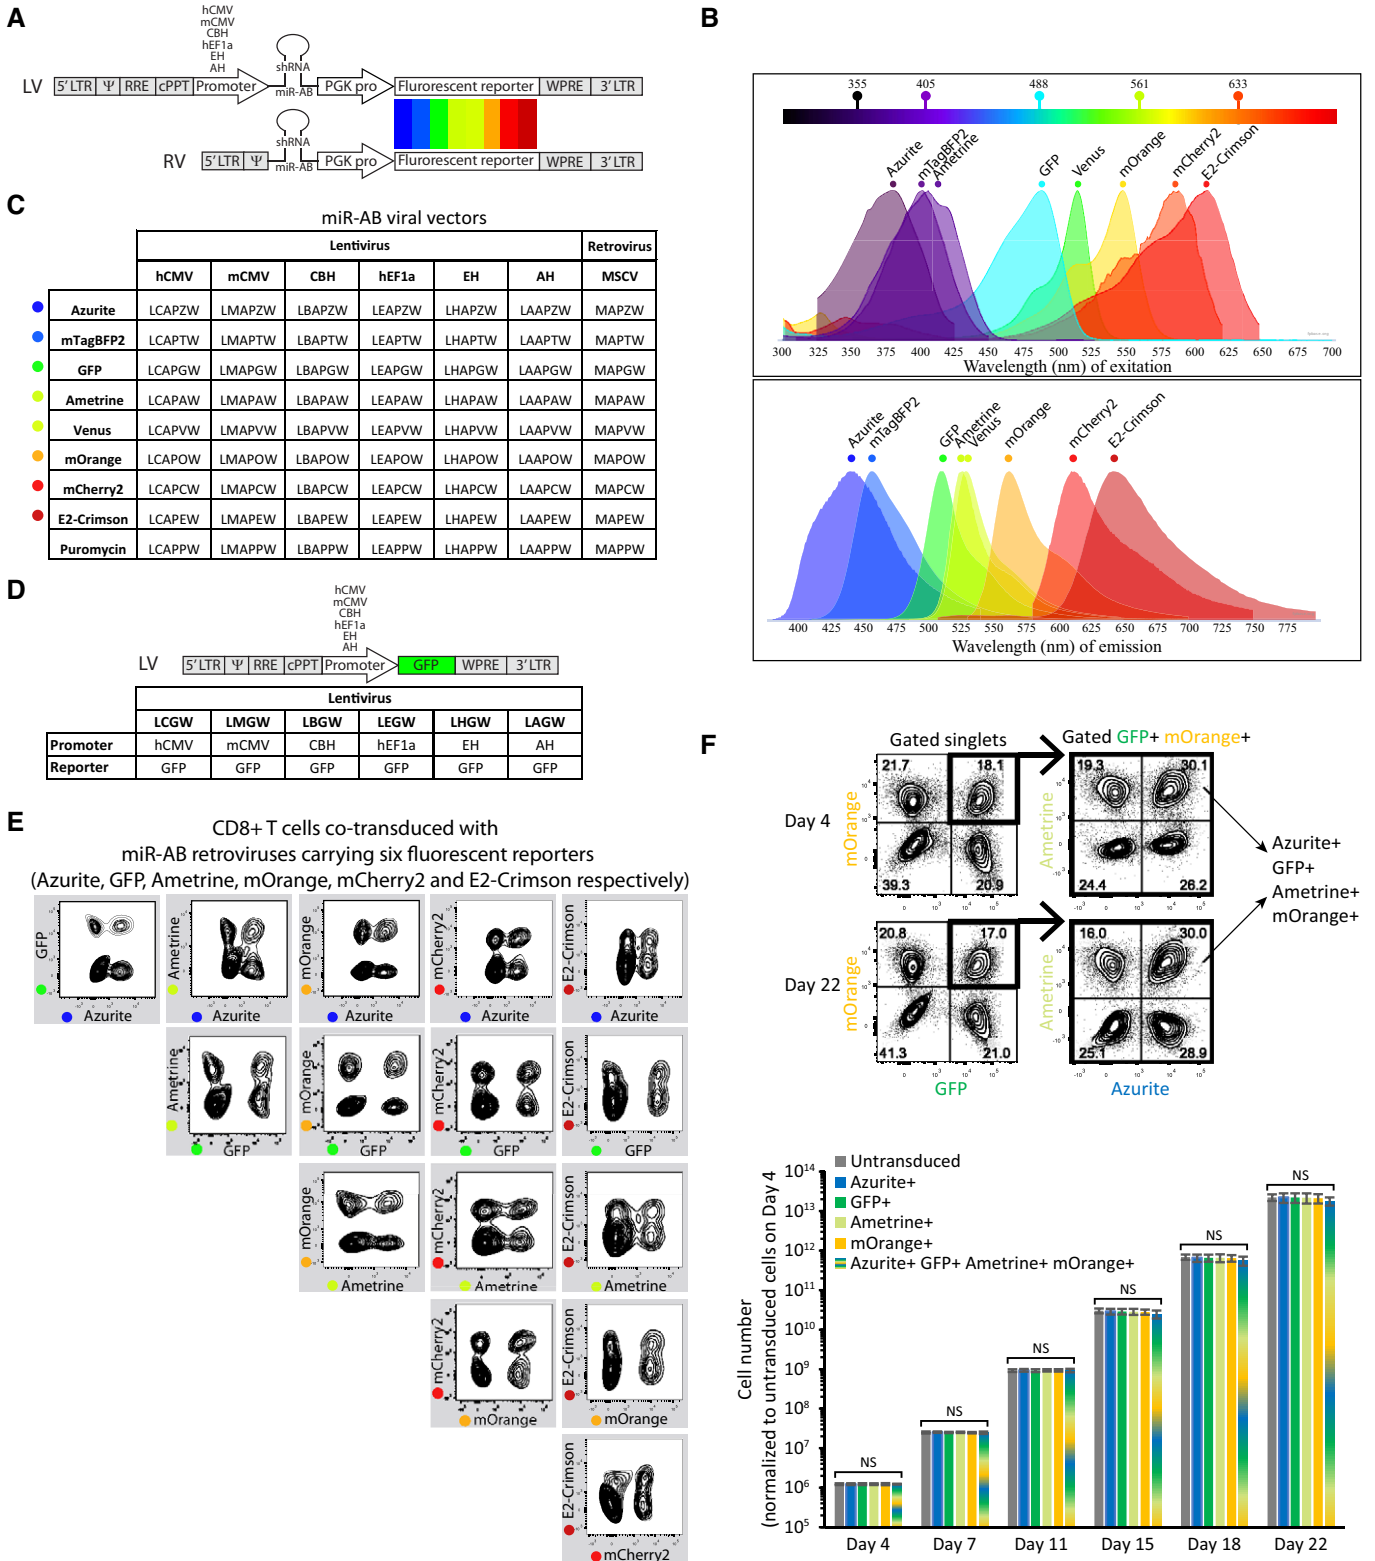 A
hCMV
mCMV
CBH
hEF1a
EH
AH
shRNA
LV
5' LTR Ψ RRE cPPT Promoter miR-AB PGK pro Flurorescent reporter WPRE 3' LTR
shRNA
RV
5' LTR Ψ miR-AB PGK pro Flurorescent reporter WPRE 3' LTR
B
355 405 488 561 633
Azurite mTagBFP2 Ametrine GFP Venus mOrange mCherry2 E2-Crimson
300 325 350 375 400 425 450 475 500 525 550 575 600 625 650 675 700
Wavelength (nm) of exitation
Azurite mTagBFP2 GFP Ametrine Venus mOrange mCherry2 E2-Crimson
400 425 450 475 500 525 550 575 600 625 650 675 700 725 750 775
Wavelength (nm) of emission
C
miR-AB viral vectors
Lentivirus Retrovirus
hCMV mCMV CBH hEF1a EH AH MSCV
Azurite LCAPZW LMAPZW LBAPZW LEAPZW LHAPZW LAAPZW MAPZW
mTagBFP2 LCAPTW LMAPTW LBAPTW LEAPTW LHAPTW LAAPTW MAPTW
GFP LCAPGW LMAPGW LBAPGW LEAPGW LHAPGW LAAPGW MAPGW
Ametrine LCAPAW LMAPAW LBAPAW LEAPAW LHAPAW LAAPAW MAPAW
Venus LCAPVW LMAPVW LBAPVW LEAPVW LHAPVW LAAPVW MAPVW
mOrange LCAPOW LMAPOW LBAPOW LEAPOW LHAPOW LAAPOW MAPOW
mCherry2 LCAPCW LMAPCW LBAPCW LEAPCW LHAPCW LAAPCW MAPCW
E2-Crimson LCAPEW LMAPEW LBAPEW LEAPEW LHAPEW LAAPEW MAPEW
Puromycin LCAPPW LMAPPW LBAPPW LEAPPW LHAPPW LAAPPW MAPPW
D
hCMV
mCMV
CBH
hEF1a
EH
AH
LV
5' LTR Ψ RRE cPPT Promoter GFP WPRE 3' LTR
Lentivirus
LCGW LMGW LBGW LEGW LHGW LAGW
Promoter hCMV mCMV CBH hEF1a EH AH
Reporter GFP GFP GFP GFP GFP GFP
E
CD8+ T cells co-transduced with
miR-AB retroviruses carrying six fluorescent reporters
(Azurite, GFP, Ametrine, mOrange, mCherry2 and E2-Crimson respectively)
GFP Ametrine mOrange mCherry2 E2-Crimson
Azurite Azurite Azurite Azurite Azurite
Ametrine mOrange mCherry2 E2-Crimson
GFP GFP GFP GFP
mOrange mCherry2 E2-Crimson
Ametrine Ametrine Ametrine
mCherry2 E2-Crimson
mOrange mOrange
E2-Crimson
mCherry2
F
Gated singlets
Gated GFP+ mOrange+
Day 4
mOrange
21.7 18.1
39.3 20.9
Ametrine
19.3 30.1
24.4 26.2
Azurite+
GFP+
Ametrine+
mOrange+
Day 22
mOrange
20.8 17.0
41.3 21.0
GFP
Ametrine
16.0 30.0
25.1 28.9
Azurite
Cell number
(normalized to untransduced cells on Day 4
10¹⁴
10¹³
10¹²
10¹¹
10¹⁰
10⁹
10⁸
10⁷
10⁶
10⁵
Untransduced
Azurite+
GFP+
Ametrine+
mOrange+
Azurite+ GFP+ Ametrine+ mOrange+
NS NS NS NS NS NS
Day 4 Day 7 Day 11 Day 15 Day 18 Day 22